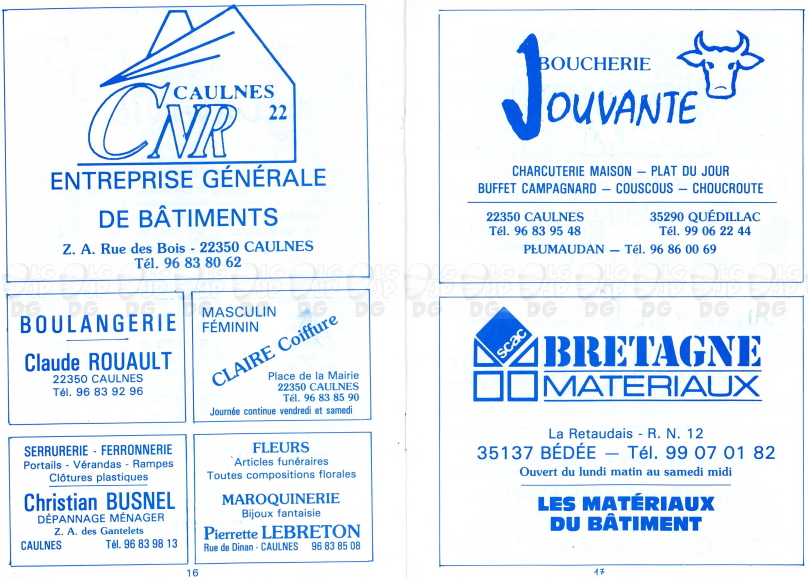 CAULNES
22
CNR
ENTREPRISE GÉNÉRALE
DE BÂTIMENTS
Z. A. Rue des Bois - 22350 CAULNES
Tél. 96 83 80 62
BOULANGERIE
Claude ROUAULT
22350 CAULNES
Tél. 96 83 92 96
MASCULIN
FÉMININ
CLAIRE Coiffure
Place de la Mairie
22350 CAULNES
Tél. 96 83 85 90
Journée continue vendredi et samedi
SERRURERIE - FERRONNERIE
Portails - Vérandas - Rampes
Clôtures plastiques
Christian BUSNEL
DÉPANNAGE MÉNAGER
Z. A. des Gantelets
CAULNES Tél. 96 83 98 13
FLEURS
Articles funéraires
Toutes compositions florales
MAROQUINERIE
Bijoux fantaisie
Pierrette LEBRETON
Rue de Dinan - CAULNES 96 83 85 08
16
BOUCHERIE
JOUVANTE
CHARCUTERIE MAISON — PLAT DU JOUR
BUFFET CAMPAGNARD — COUSCOUS — CHOUCROUTE
22350 CAULNES 35290 QUÉDILLAC
Tél. 96 83 95 48 Tél. 99 06 22 44
PLUMAUDAN — Tél. 96 86 00 69
scac
BRETAGNE
MATERIAUX
La Retaudais - R. N. 12
35137 BÉDÉE — Tél. 99 07 01 82
Ouvert du lundi matin au samedi midi
LES MATÉRIAUX
DU BÂTIMENT
17